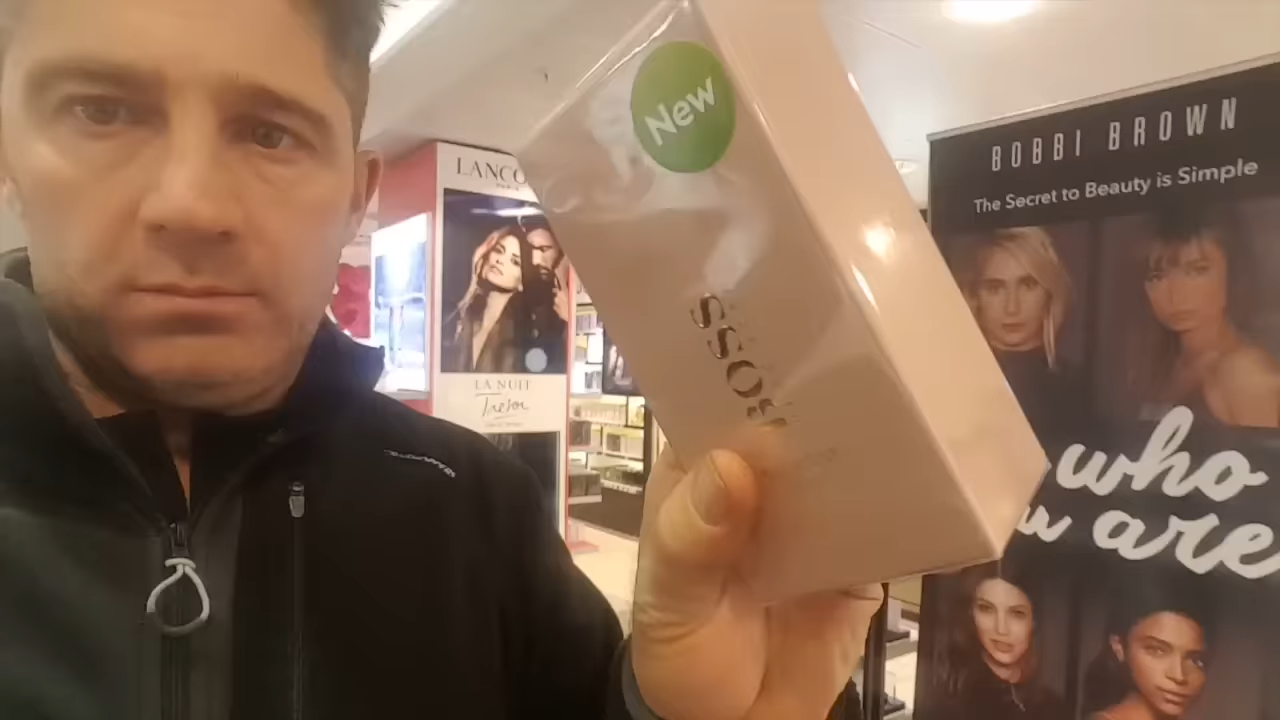 New
BOSS
LANCO
LA NUIT
Trésor
BOBBI BROWN
The Secret to Beauty is Simple
who
are